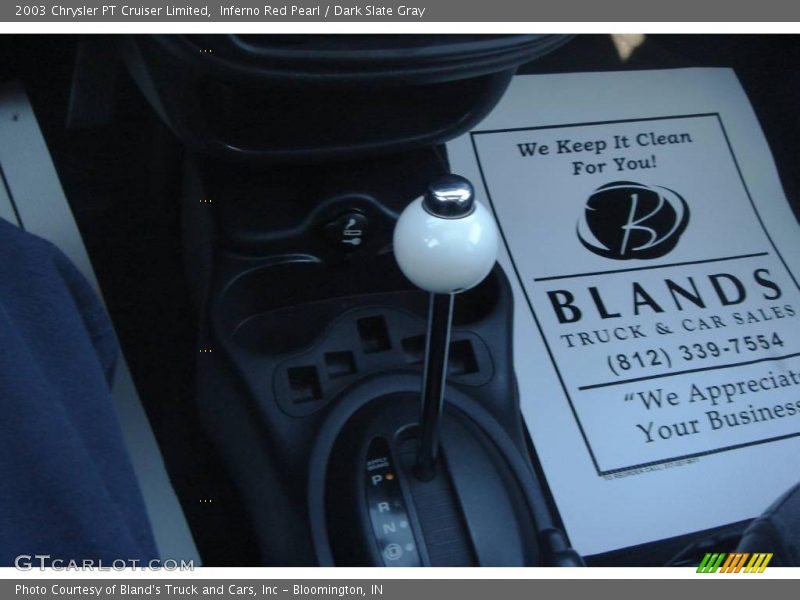 2003 Chrysler PT Cruiser Limited,  Inferno Red Pearl / Dark Slate Gray
We Keep It Clean
For You!
B
BLANDS
TRUCK & CAR SALES
(812) 339-7554
"We Appreciate
Your Business
P
R
N
GTCARLOT.COM
Photo Courtesy of Bland's Truck and Cars, Inc - Bloomington, IN